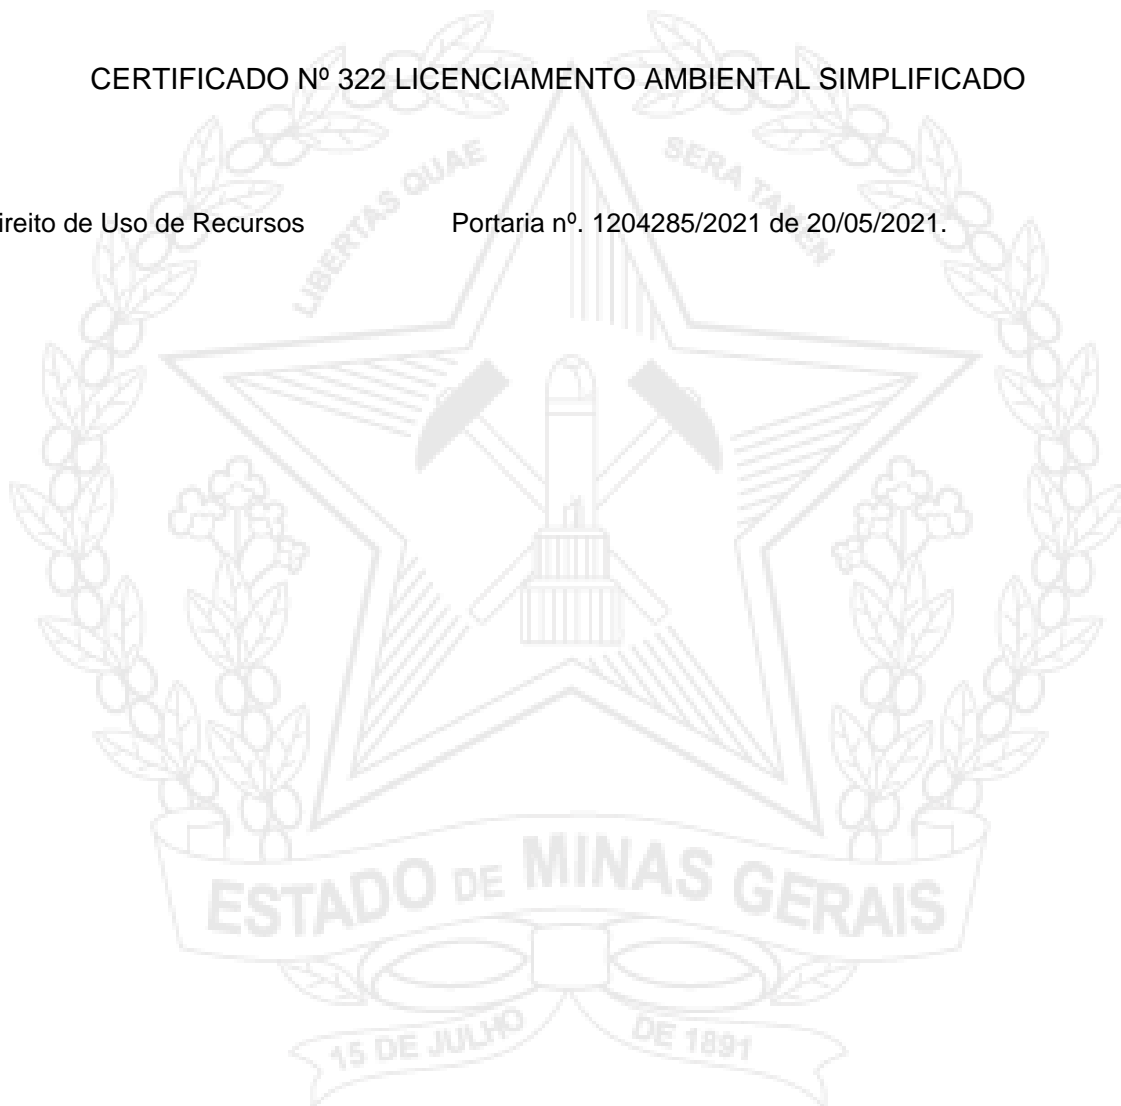 CERTIFICADO Nº 322 LICENCIAMENTO AMBIENTAL SIMPLIFICADO
LIBERTAS QUAE SERA TAMEN
ireito de Uso de Recursos Portaria nº. 1204285/2021 de 20/05/2021.
ESTADO DE MINAS GERAIS
15 DE JULHO DE 1891